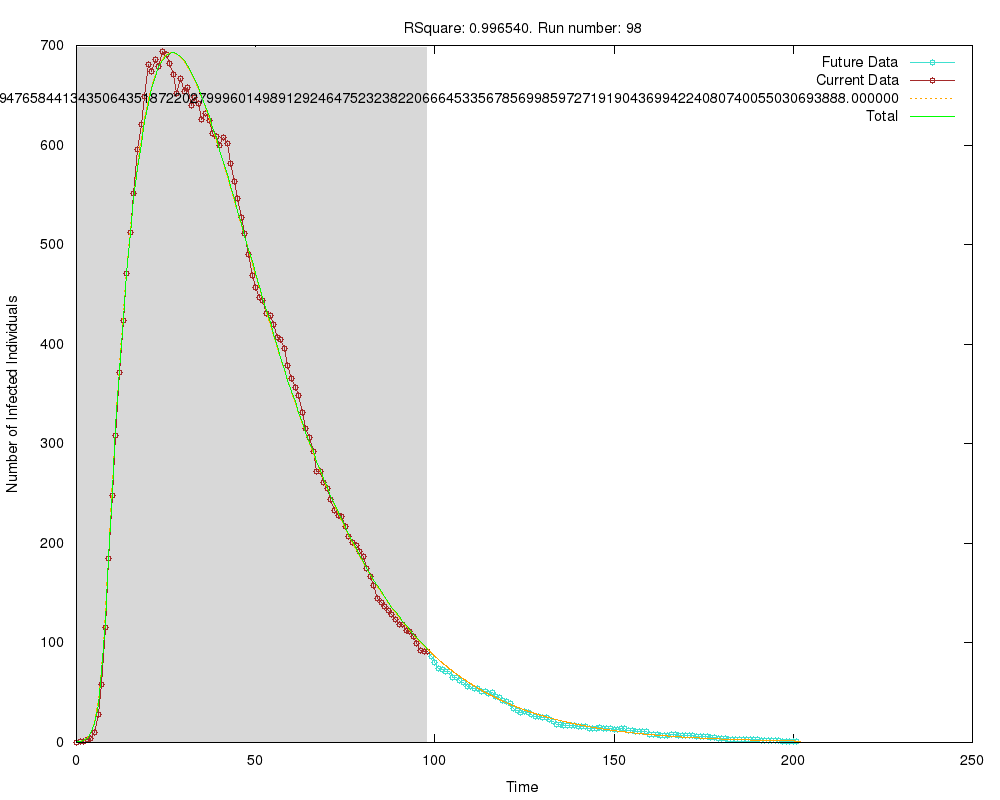 RSquare: 0.996540. Run number: 98
700
600
500
400
300
200
100
0
Number of Infected Individuals
Future Data
Current Data
Total
0
50
100
150
200
250
Time